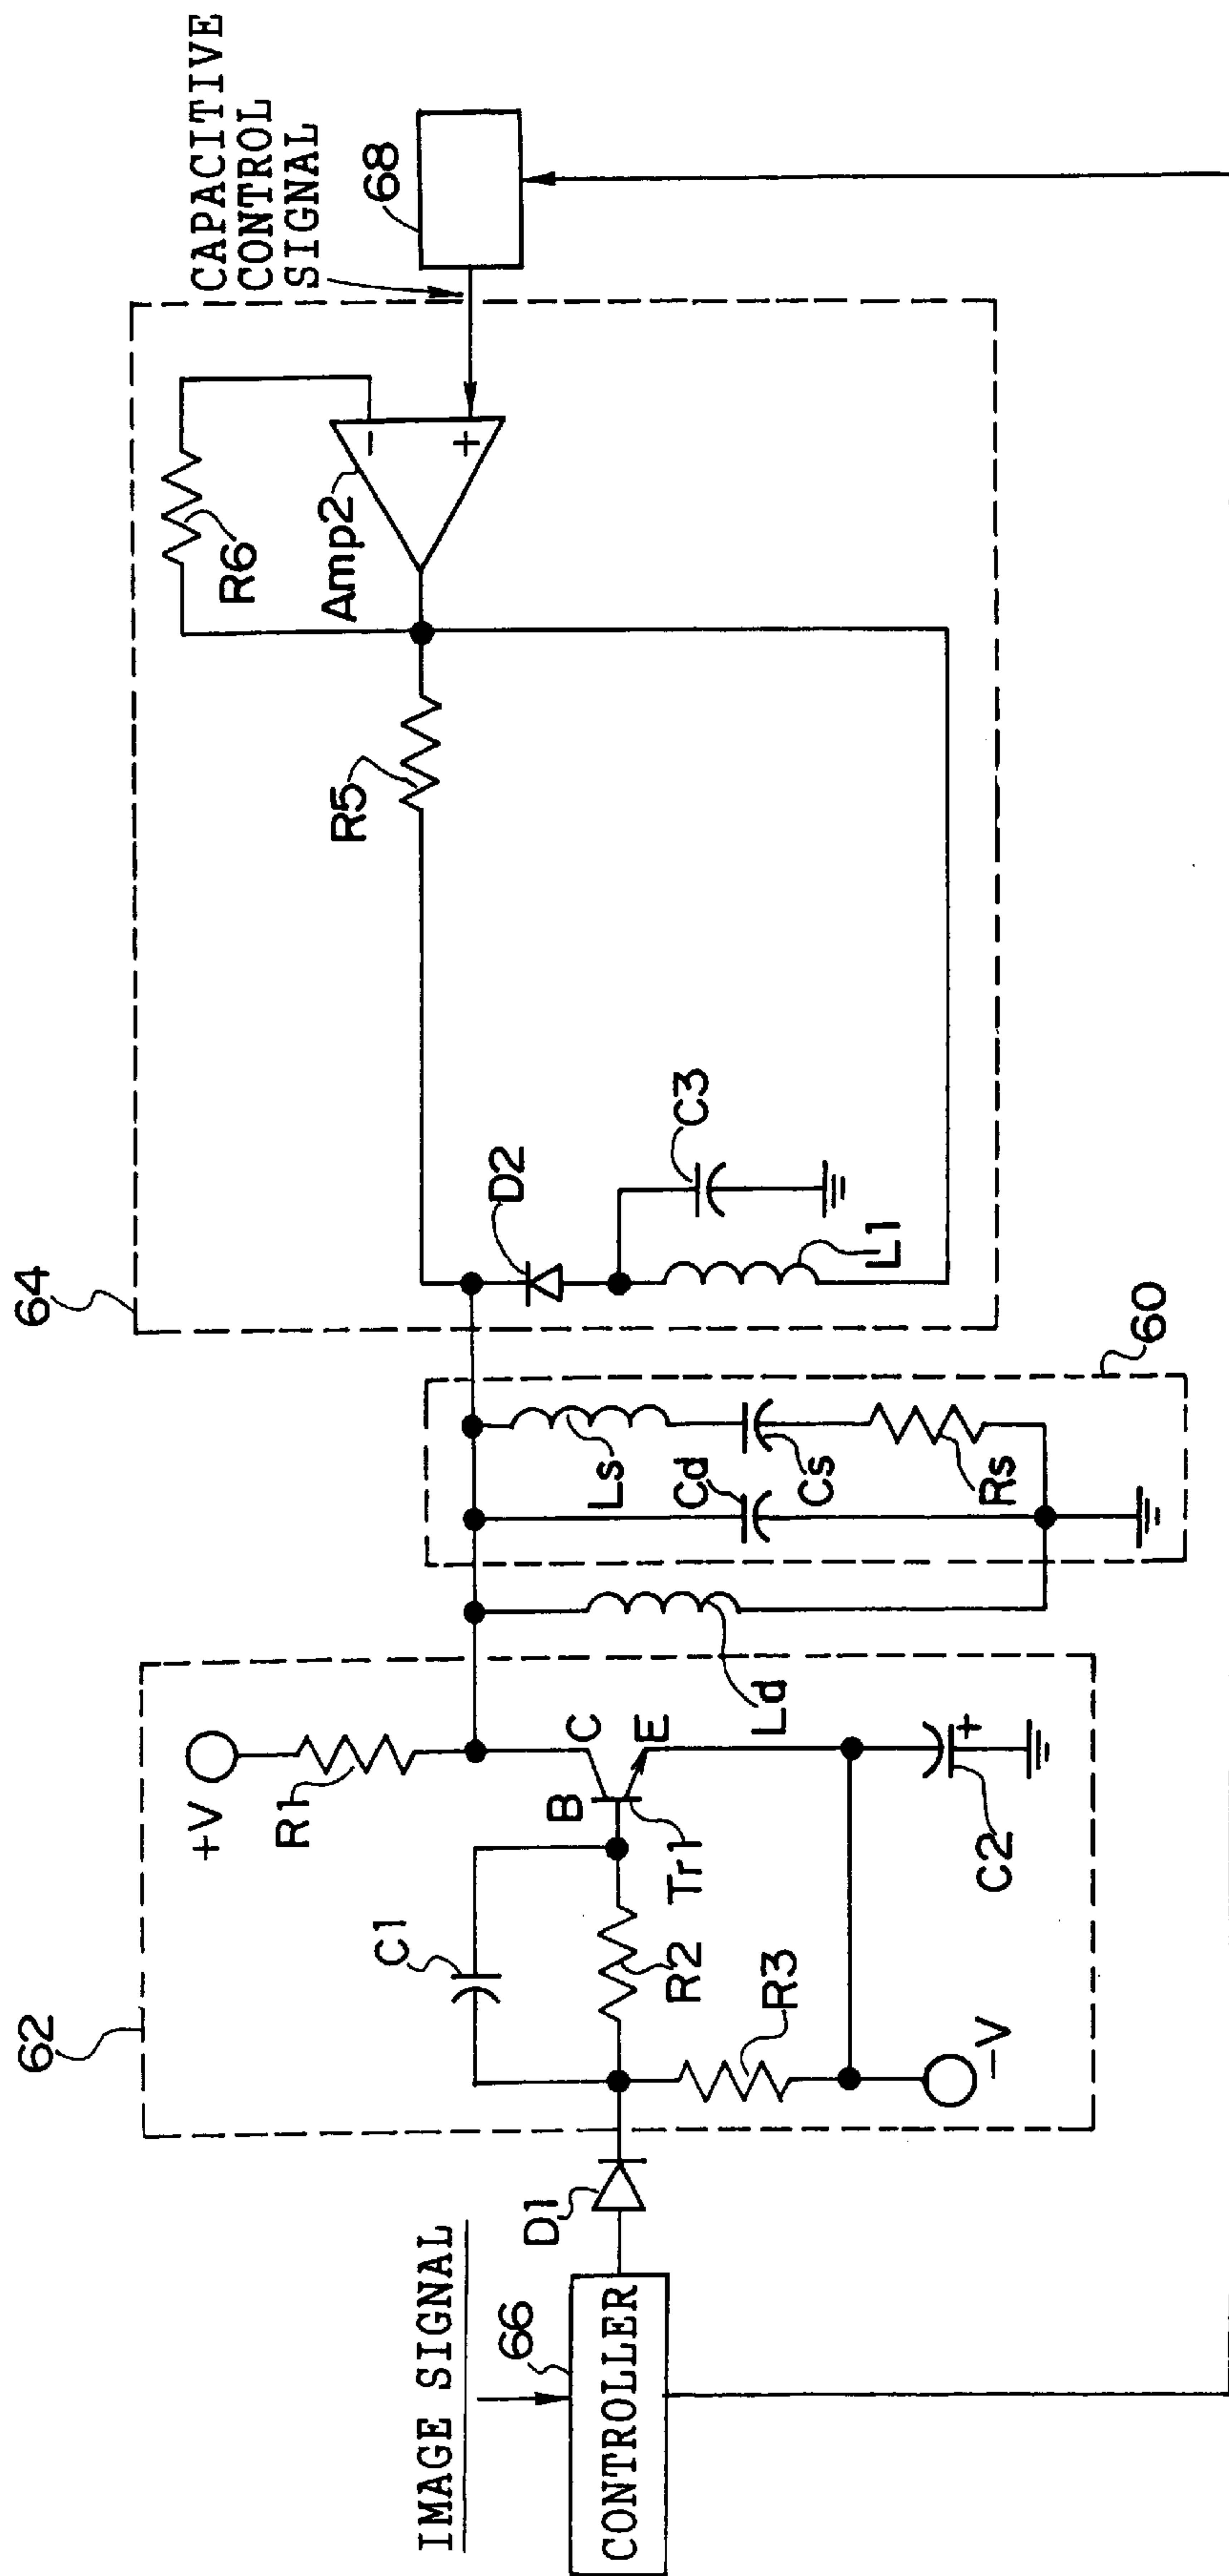 IMAGE SIGNAL
66
CONTROLLER
D1
62
+V
R1
C1
B
C
E
Tr1
R2
R3
-V
C2
Ld
60
Ls
Cd
Cs
Rs
64
D2
C3
L1
R5
R6
Amp2
-
+
+
68
CAPACITIVE
CONTROL
SIGNAL